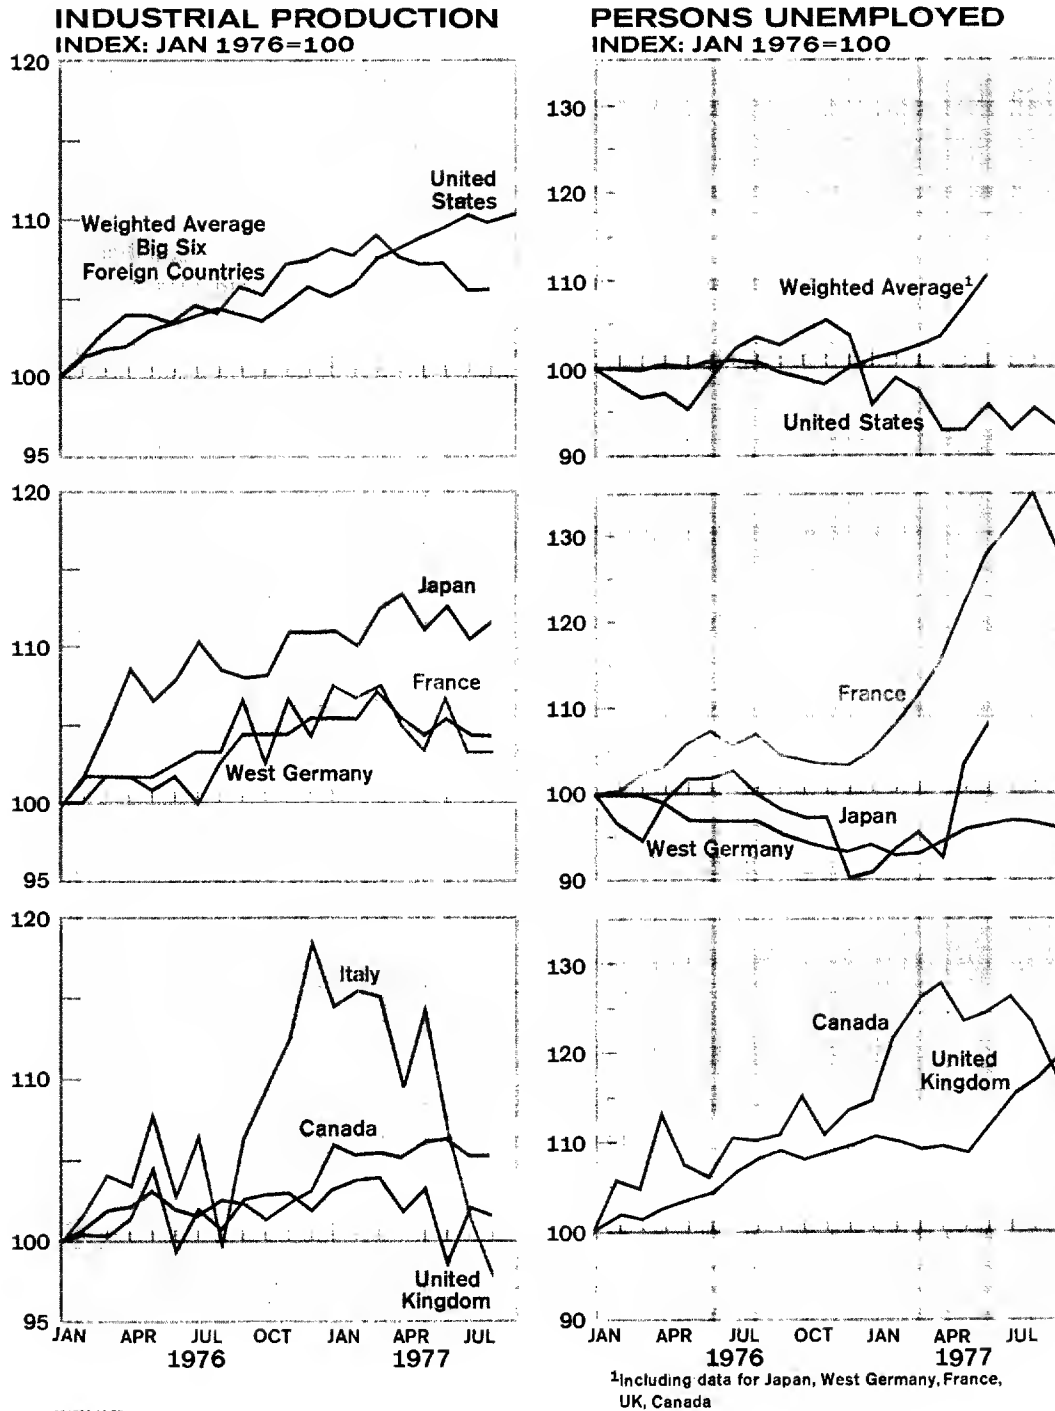 INDUSTRIAL PRODUCTION
INDEX: JAN 1976=100
120
115
110
100
95
United
States
Weighted Average
Big Six
Foreign Countries
120
110
100
95
Japan
France
West Germany
120
110
100
95
Italy
Canada
United
Kingdom
JAN APR JUL OCT JAN APR JUL
1976 1977
PERSONS UNEMPLOYED
INDEX: JAN 1976=100
130
120
110
100
90
Weighted Average¹
United States
130
120
110
100
90
France
Japan
West Germany
130
120
110
100
90
Canada
United
Kingdom
JAN APR JUL OCT JAN APR JUL
1976 1977
¹Including data for Japan, West Germany, France,
UK, Canada